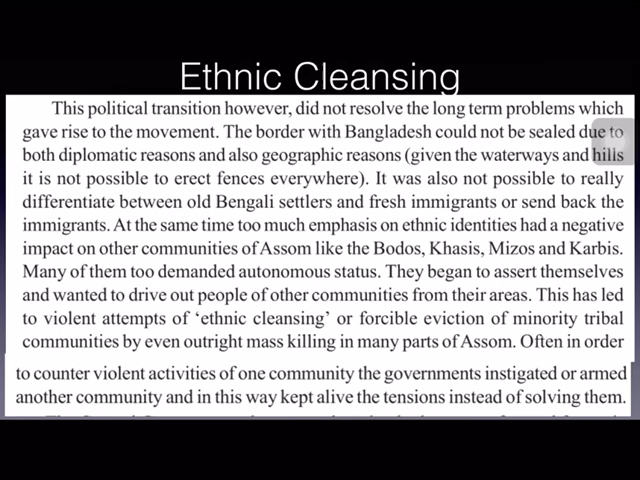 Ethnic Cleansing
This political transition however, did not resolve the long term problems which
gave rise to the movement. The border with Bangladesh could not be sealed due to
both diplomatic reasons and also geographic reasons (given the waterways and hills
it is not possible to erect fences everywhere). It was also not possible to really
differentiate between old Bengali settlers and fresh immigrants or send back the
immigrants. At the same time too much emphasis on ethnic identities had a negative
impact on other communities of Assom like the Bodos, Khasis, Mizos and Karbis.
Many of them too demanded autonomous status. They began to assert themselves
and wanted to drive out people of other communities from their areas. This has led
to violent attempts of ‘ethnic cleansing’ or forcible eviction of minority tribal
communities by even outright mass killing in many parts of Assom. Often in order
to counter violent activities of one community the governments instigated or armed
another community and in this way kept alive the tensions instead of solving them.